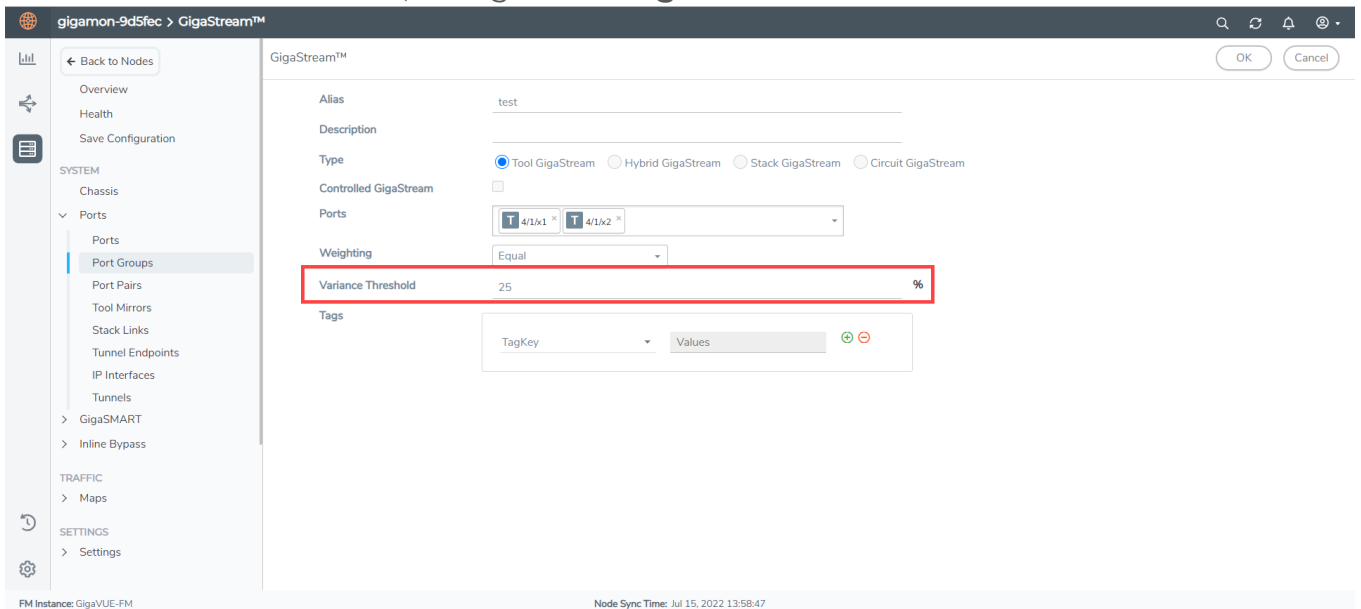 gigamon-9d5fec > GigaStream™
← Back to Nodes
Overview
Health
Save Configuration
SYSTEM
Chassis
Ports
Ports
Port Groups
Port Pairs
Tool Mirrors
Stack Links
Tunnel Endpoints
IP Interfaces
Tunnels
GigaSMART
Inline Bypass
TRAFFIC
Maps
SETTINGS
Settings
GigaStream™
OK Cancel
Alias test
Description
Type Tool GigaStream Hybrid GigaStream Stack GigaStream Circuit GigaStream
Controlled GigaStream
Ports T 4/1/x1 × T 4/1/x2 ×
Weighting Equal
Variance Threshold 25 %
Tags
TagKey Values
FM Instance: GigaVUE-FM Node Sync Time: Jul 15, 2022 13:58:47